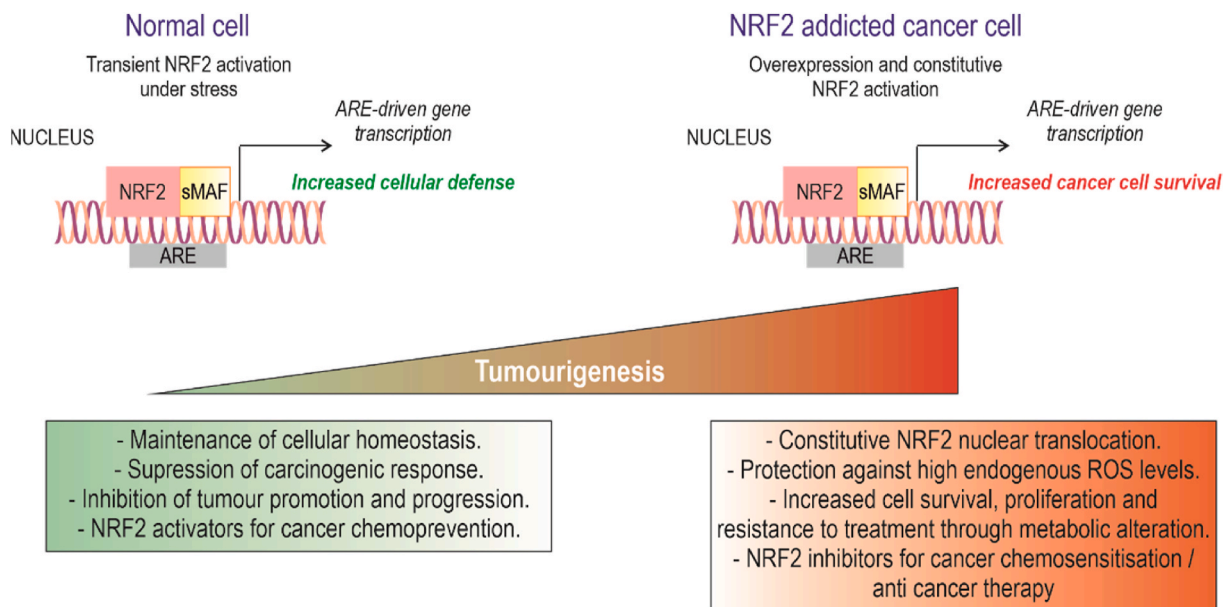 Normal cell
Transient NRF2 activation
under stress
NUCLEUS
ARE-driven gene
transcription
NRF2
sMAF
Increased cellular defense
ARE
NRF2 addicted cancer cell
Overexpression and constitutive
NRF2 activation
NUCLEUS
ARE-driven gene
transcription
NRF2
sMAF
Increased cancer cell survival
ARE
Tumourigenesis
- Maintenance of cellular homeostasis.
- Supression of carcinogenic response.
- Inhibition of tumour promotion and progression.
- NRF2 activators for cancer chemoprevention.
- Constitutive NRF2 nuclear translocation.
- Protection against high endogenous ROS levels.
- Increased cell survival, proliferation and
resistance to treatment through metabolic alteration.
- NRF2 inhibitors for cancer chemosensitisation /
anti cancer therapy